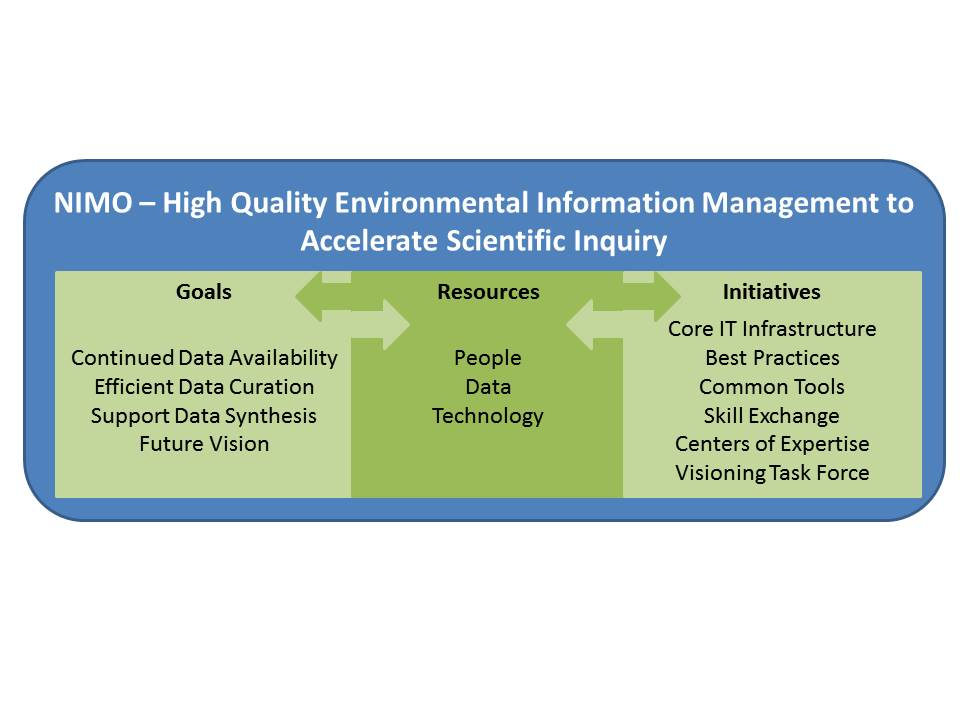 NIMO – High Quality Environmental Information Management to
Accelerate Scientific Inquiry
Goals
Continued Data Availability
Efficient Data Curation
Support Data Synthesis
Future Vision
Resources
People
Data
Technology
Initiatives
Core IT Infrastructure
Best Practices
Common Tools
Skill Exchange
Centers of Expertise
Visioning Task Force